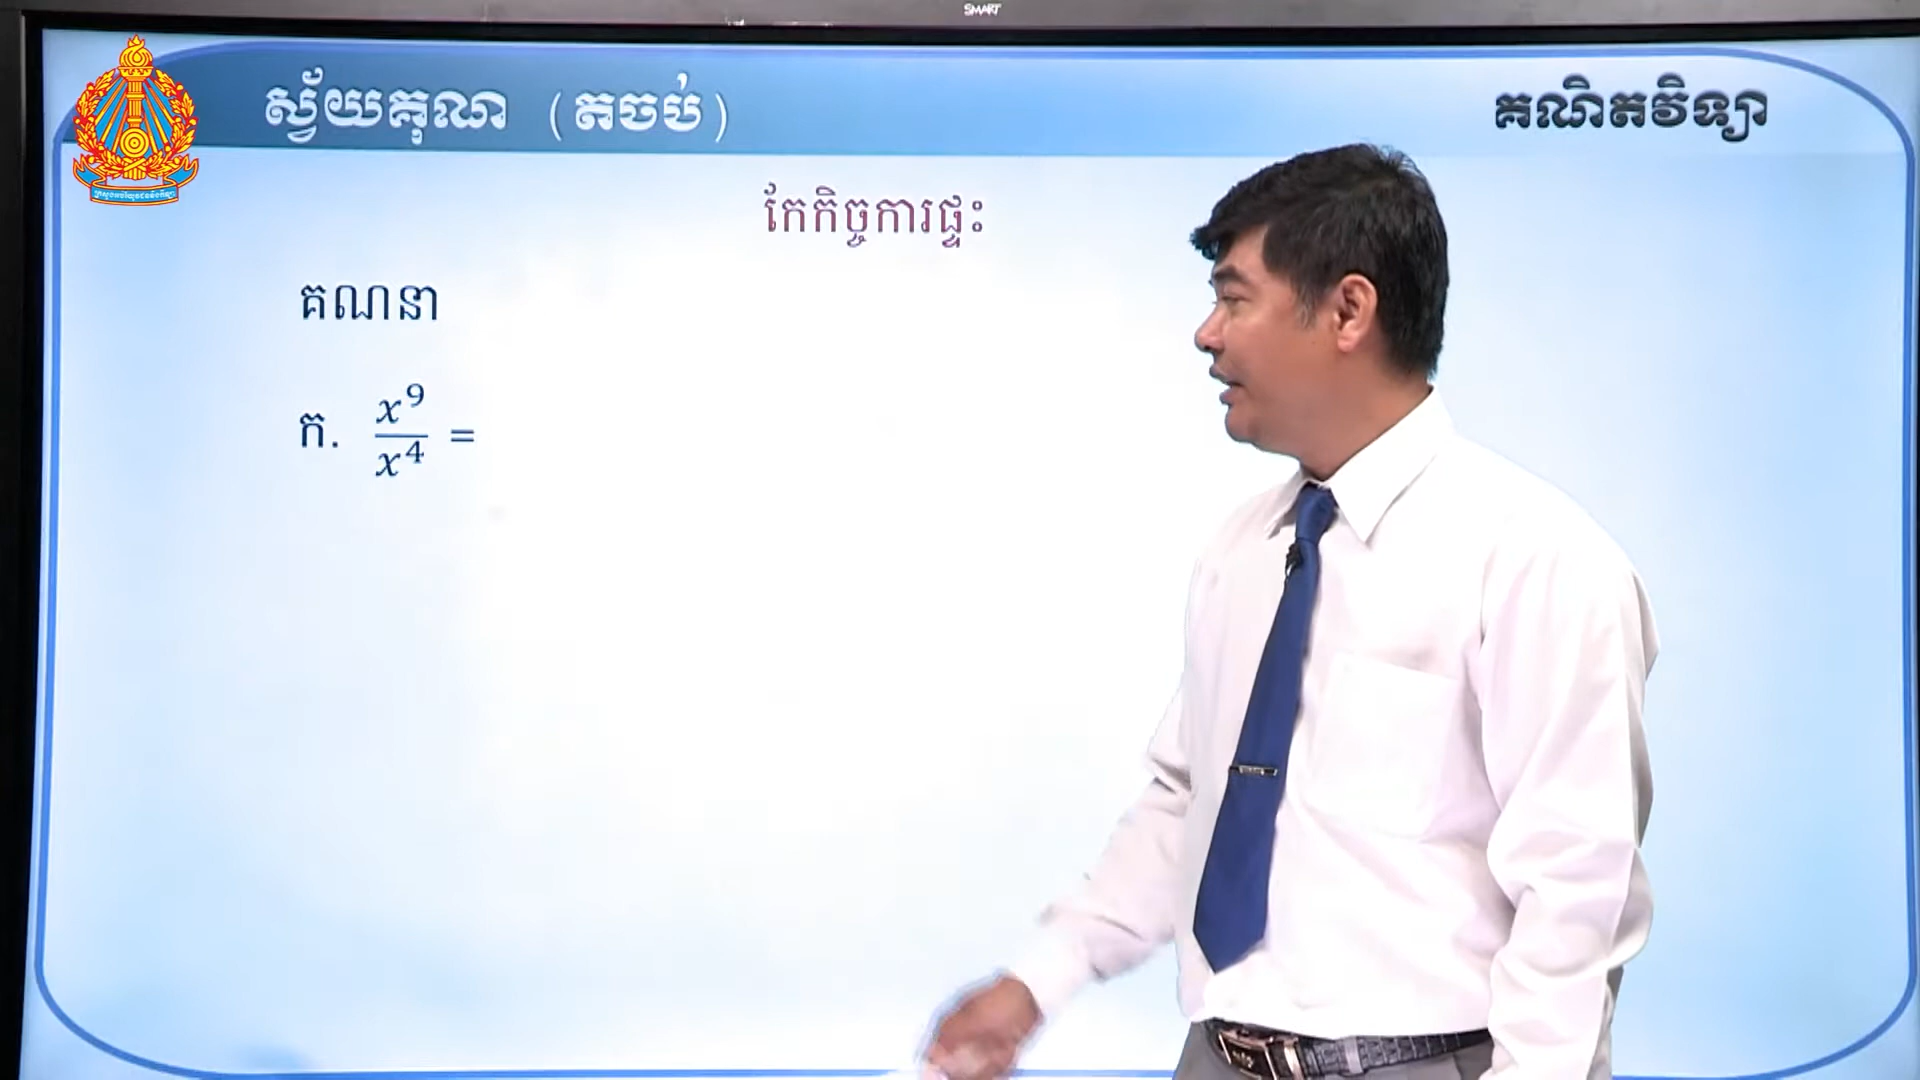 SMART
ស្វ័យគុណ (តចប់)
គណិតវិទ្យា
កែកិច្ចការផ្ទះ
គណនា
ក. x⁹/x⁴ =